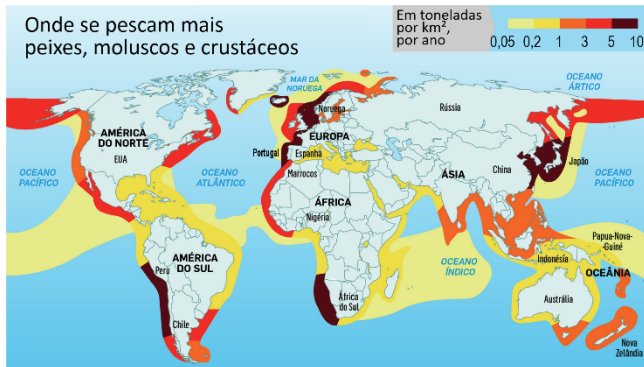 Onde se pescam mais
peixes, moluscos e crustáceos
Em toneladas
por km²,
por ano
0,05 0,2 1 3 5 10
MAR DA
NORUEGA
OCEANO
ÁRTICO
Noruega
Rússia
AMÉRICA
DO NORTE
EUROPA
EUA
Portugal
Espanha
Marrocos
ÁSIA
China
Japão
OCEANO
PACÍFICO
OCEANO
ATLÂNTICO
OCEANO
PACÍFICO
ÁFRICA
Nigéria
AMÉRICA
DO SUL
Peru
Papua-Nova-
Guiné
Indonésia
OCEANIA
OCEANO
ÍNDICO
África
do Sul
Austrália
Chile
Nova
Zelândia